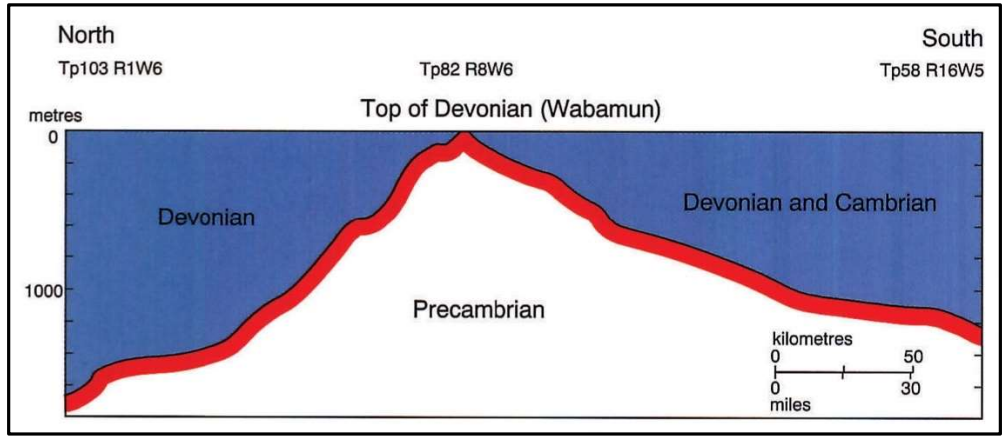 North
South
Tp103 R1W6
Tp82 R8W6
Tp58 R16W5
Top of Devonian (Wabamun)
metres
0
Devonian
Devonian and Cambrian
1000
Precambrian
kilometres
0 50
0 30
miles